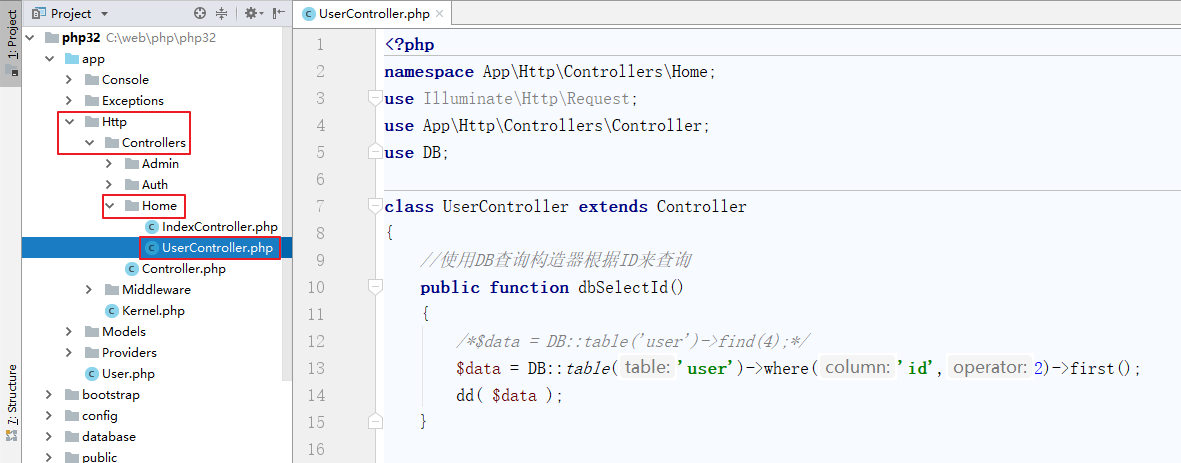 1: Project
Project
php32 C:\web\php\php32
app
Console
Exceptions
Http
Controllers
Admin
Auth
Home
IndexController.php
UserController.php
Controller.php
Middleware
Kernel.php
Models
Providers
User.php
bootstrap
config
database
public
7: Structure
UserController.php
1 <?php
2 namespace App\Http\Controllers\Home;
3 use Illuminate\Http\Request;
4 use App\Http\Controllers\Controller;
5 use DB;
6
7 class UserController extends Controller
8 {
9 //使用DB查询构造器根据ID来查询
10 public function dbSelectId()
11 {
12 /*$data = DB::table('user')->find(4);*/
13 $data = DB::table( table: 'user')->where( column: 'id', operator: 2)->first();
14 dd( $data );
15 }
16